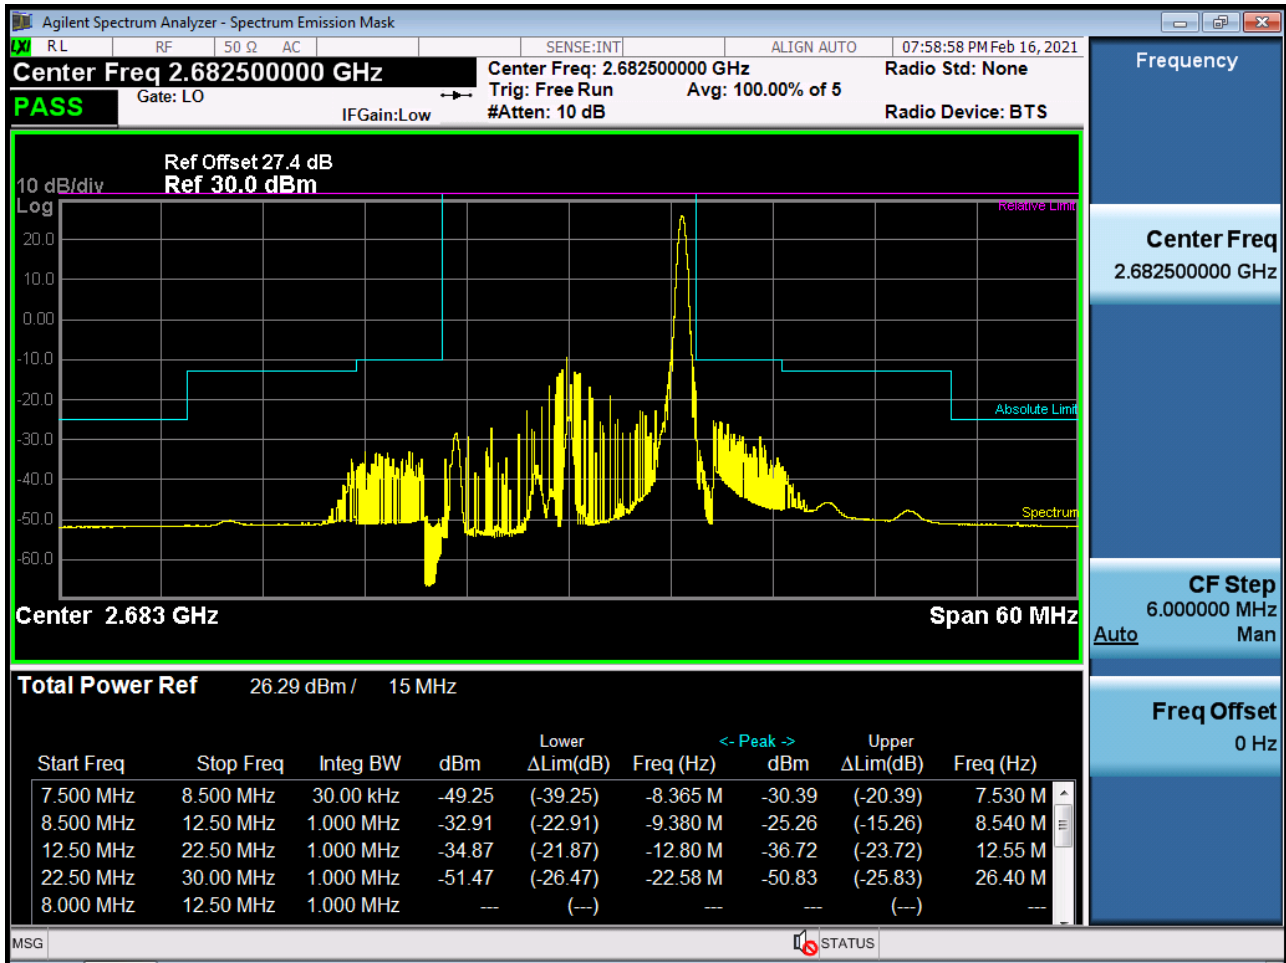 Agilent Spectrum Analyzer - Spectrum Emission Mask
LXI RL RF 50 Ω AC SENSE:INT ALIGN AUTO 07:58:58 PM Feb 16, 2021
Center Freq 2.682500000 GHz
PASS
Gate: LO
IFGain:Low
Center Freq: 2.682500000 GHz
Trig: Free Run Avg: 100.00% of 5
#Atten: 10 dB
Radio Std: None
Radio Device: BTS
Ref Offset 27.4 dB
10 dB/div Ref 30.0 dBm
Log
Relative Limit
20.0
10.0
0.00
-10.0
-20.0
Absolute Limit
-30.0
-40.0
-50.0
Spectrum
-60.0
Center 2.683 GHz Span 60 MHz
Total Power Ref 26.29 dBm / 15 MHz
Lower <- Peak -> Upper
Start Freq Stop Freq Integ BW dBm ΔLim(dB) Freq (Hz) dBm ΔLim(dB) Freq (Hz)
7.500 MHz 8.500 MHz 30.00 kHz -49.25 (-39.25) -8.365 M -30.39 (-20.39) 7.530 M
8.500 MHz 12.50 MHz 1.000 MHz -32.91 (-22.91) -9.380 M -25.26 (-15.26) 8.540 M
12.50 MHz 22.50 MHz 1.000 MHz -34.87 (-21.87) -12.80 M -36.72 (-23.72) 12.55 M
22.50 MHz 30.00 MHz 1.000 MHz -51.47 (-26.47) -22.58 M -50.83 (-25.83) 26.40 M
8.000 MHz 12.50 MHz 1.000 MHz --- (---) --- --- (---) ---
MSG STATUS
Frequency
Center Freq
2.682500000 GHz
CF Step
6.000000 MHz
Auto Man
Freq Offset
0 Hz